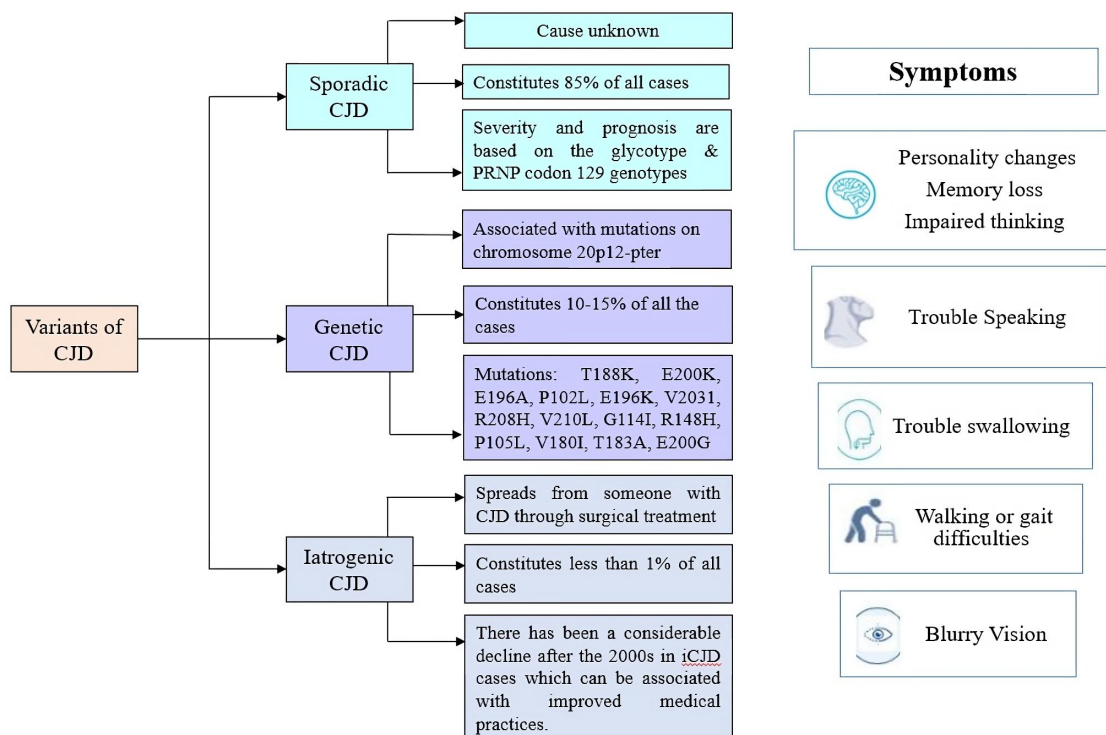 Variants of
CJD
Sporadic
CJD
Cause unknown
Constitutes 85% of all cases
Severity and prognosis are
based on the glycotype &
PRNP codon 129 genotypes
Genetic
CJD
Associated with mutations on
chromosome 20p12-pter
Constitutes 10-15% of all the
cases
Mutations: T188K, E200K,
E196A, P102L, E196K, V2031,
R208H, V210L, G114I, R148H,
P105L, V180I, T183A, E200G
Iatrogenic
CJD
Spreads from someone with
CJD through surgical treatment
Constitutes less than 1% of all
cases
There has been a considerable
decline after the 2000s in iCJD
cases which can be associated
with improved medical
practices.
Symptoms
Personality changes
Memory loss
Impaired thinking
Trouble Speaking
Trouble swallowing
Walking or gait
difficulties
Blurry Vision